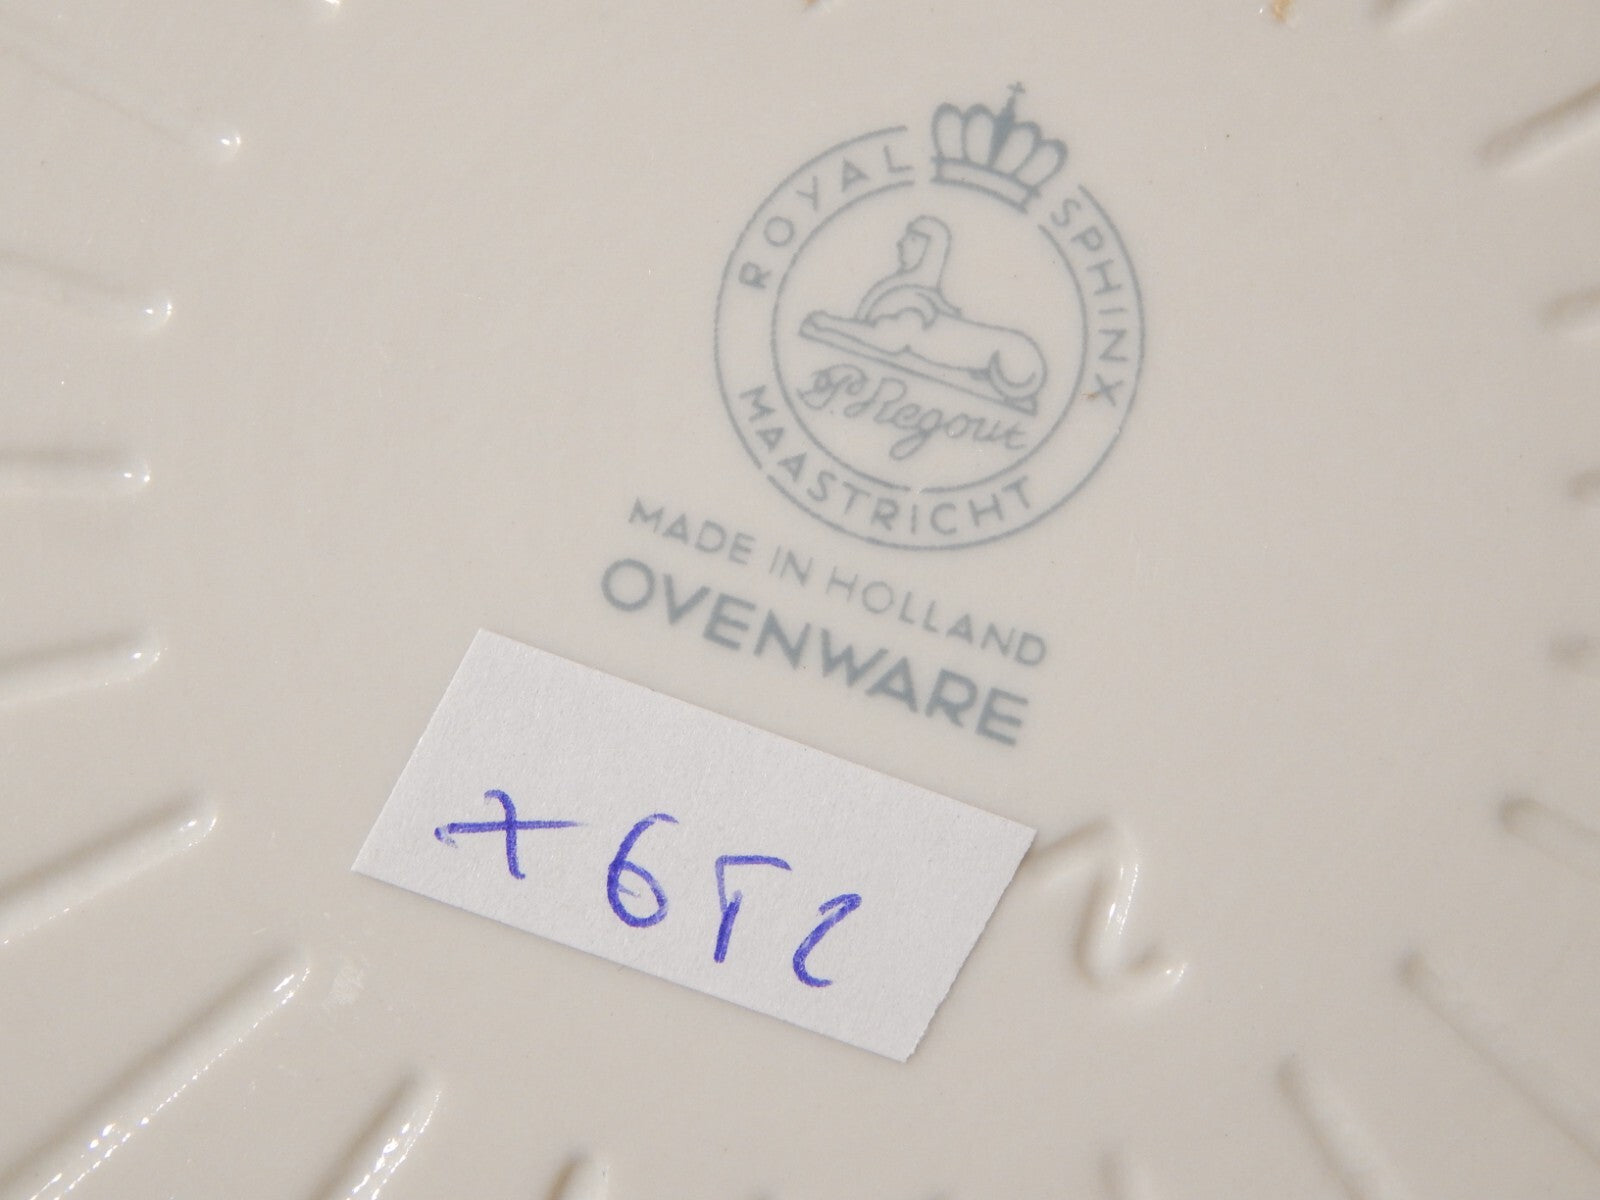 ROYAL SPHINX
P. Regout
MAASTRICHT
MADE IN HOLLAND
OVENWARE